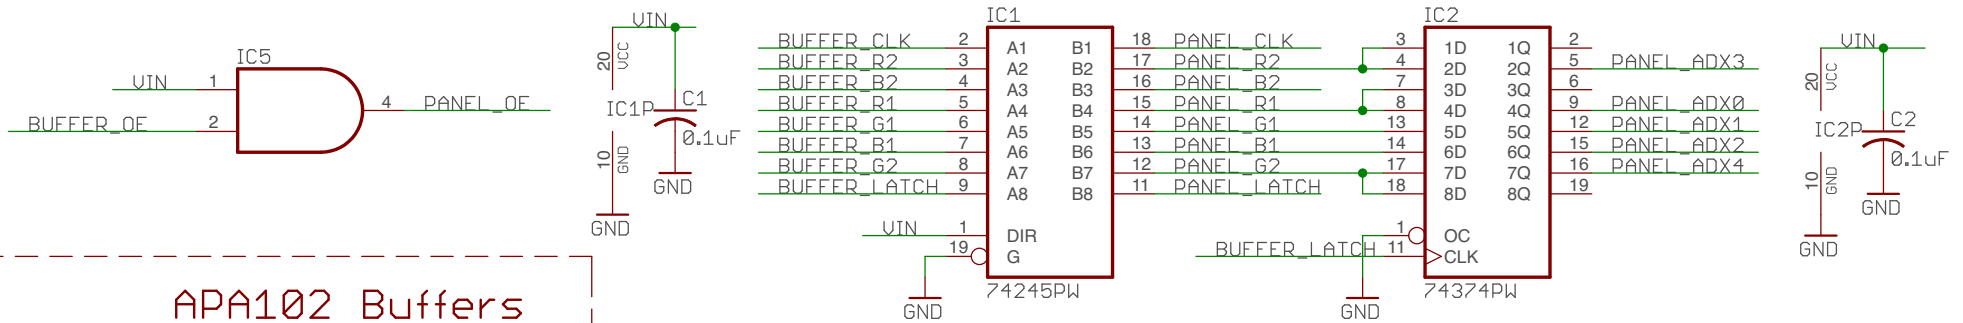 IC5
VIN
1
BUFFER_OE
2
4
PANEL_OE
VIN
20
VCC
IC1P
C1
0.1uF
10
GND
GND
GND
IC1
BUFFER_CLK 2 A1 B1 18 PANEL_CLK
BUFFER_R2 3 A2 B2 17 PANEL_R2
BUFFER_B2 4 A3 B3 16 PANEL_B2
BUFFER_R1 5 A4 B4 15 PANEL_R1
BUFFER_G1 6 A5 B5 14 PANEL_G1
BUFFER_B1 7 A6 B6 13 PANEL_B1
BUFFER_G2 8 A7 B7 12 PANEL_G2
BUFFER_LATCH 9 A8 B8 11 PANEL_LATCH
VIN 1 DIR
19 G
GND
74245PW
IC2
3 1D 1Q 2
4 2D 2Q 5 PANEL_ADX3
7 3D 3Q 6
8 4D 4Q 9 PANEL_ADX0
13 5D 5Q 12 PANEL_ADX1
14 6D 6Q 15 PANEL_ADX2
17 7D 7Q 16 PANEL_ADX4
18 8D 8Q 19
1 OC
BUFFER_LATCH 11 CLK
GND
74374PW
VIN
20
VCC
IC2P
C2
0.1uF
10
GND
GND
GND
APA102 Buffers